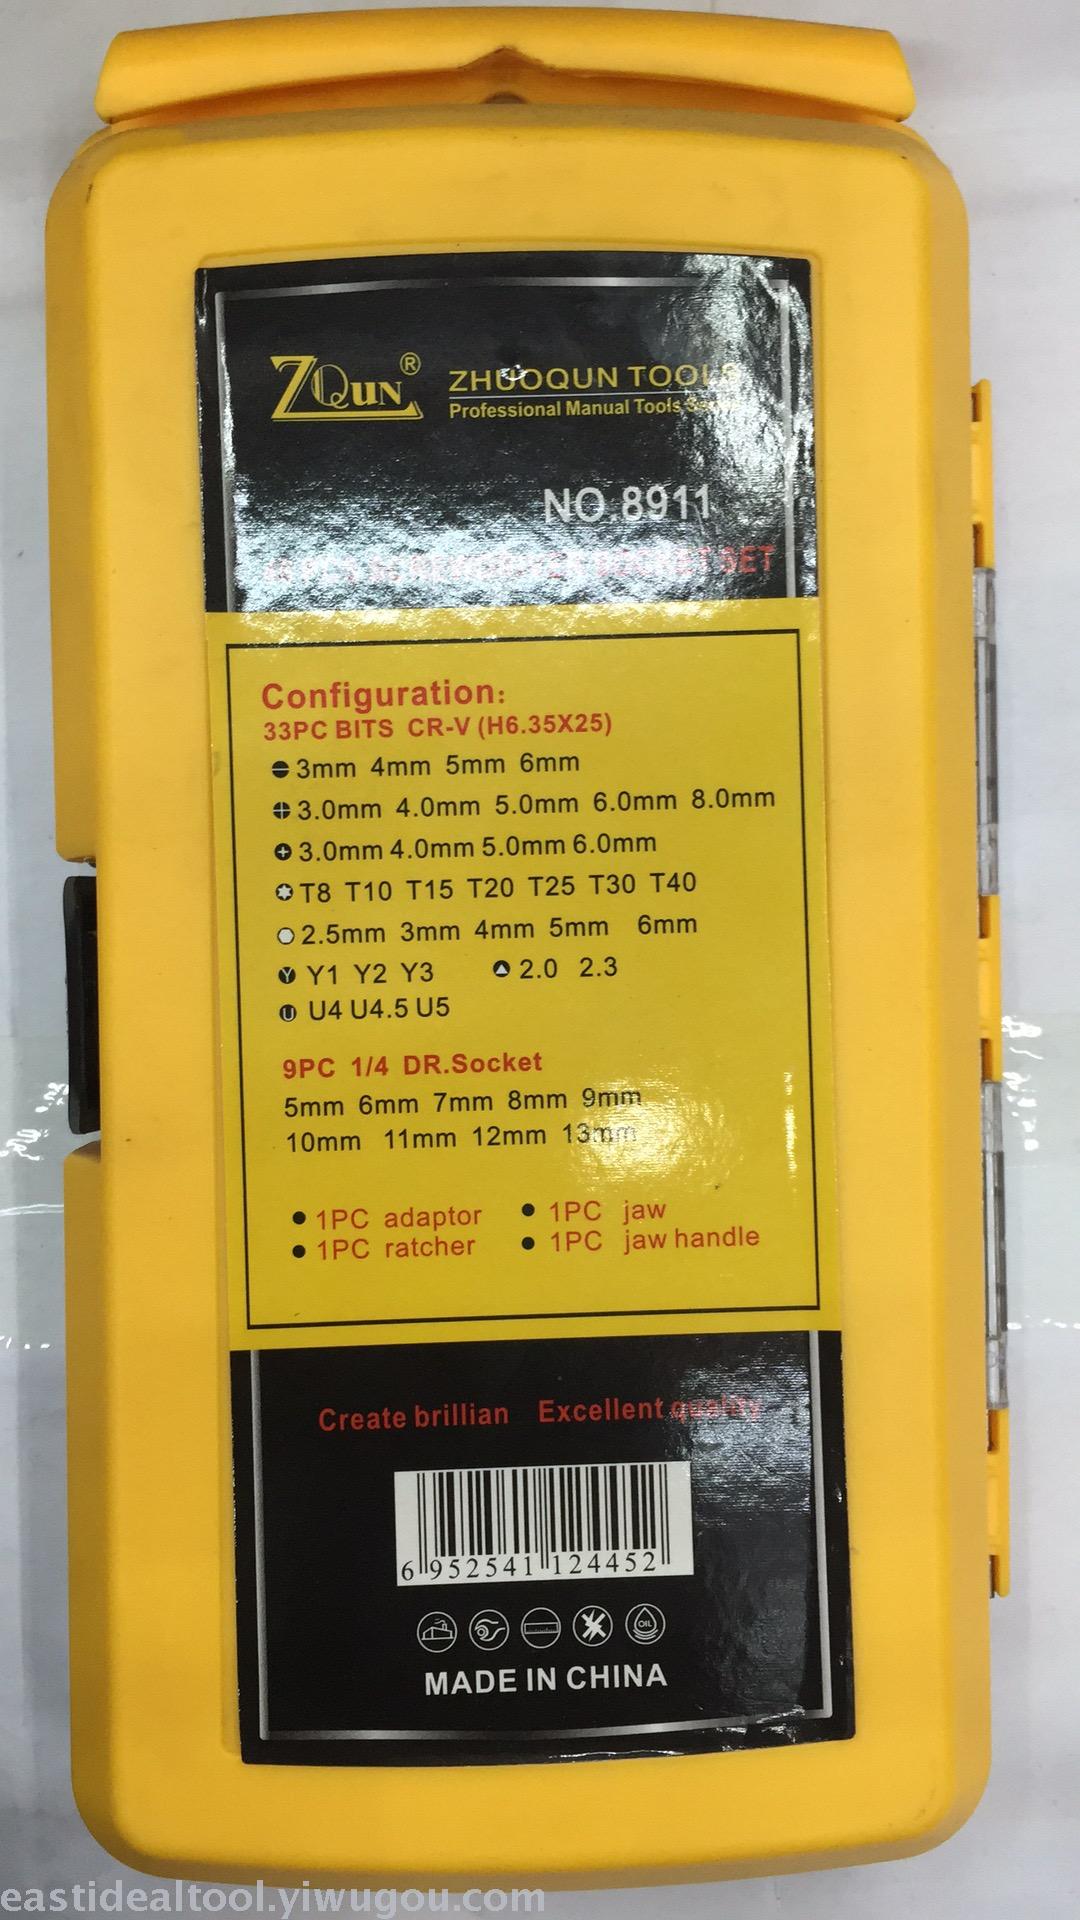 ZQUN®
ZHUOQUN TOOLS
Professional Manual Tools Series
NO.8911
SCREWDRIVER SOCKET SET
Configuration:
33PC BITS CR-V (H6.35X25)
3mm 4mm 5mm 6mm
3.0mm 4.0mm 5.0mm 6.0mm 8.0mm
3.0mm 4.0mm 5.0mm 6.0mm
T8 T10 T15 T20 T25 T30 T40
2.5mm 3mm 4mm 5mm 6mm
Y1 Y2 Y3 2.0 2.3
U4 U4.5 U5
9PC 1/4 DR.Socket
5mm 6mm 7mm 8mm 9mm
10mm 11mm 12mm 13mm
● 1PC adaptor ● 1PC jaw
● 1PC ratcher ● 1PC jaw handle
Create brillian Excellent quality
6 952541 124452
OIL
MADE IN CHINA
eastidealtool.yiwugou.com